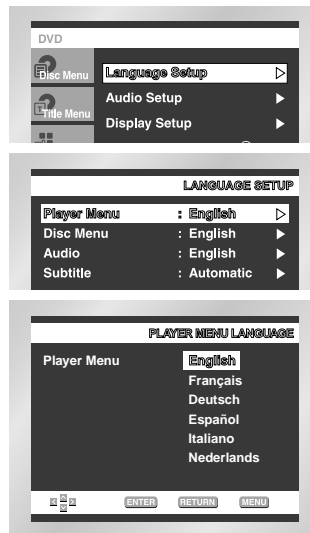 DVD
Disc Menu
Language Setup
Audio Setup
Title Menu
Display Setup
LANGUAGE SETUP
Player Menu : English
Disc Menu : English
Audio : English
Subtitle : Automatic
PLAYER MENU LANGUAGE
Player Menu English
Français
Deutsch
Español
Italiano
Nederlands
ENTER RETURN MENU